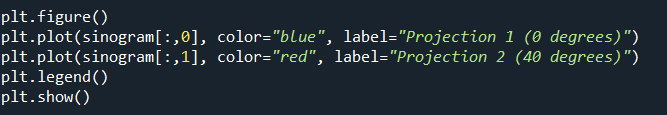 plt.figure()
plt.plot(sinogram[:,0], color="blue", label="Projection 1 (0 degrees)")
plt.plot(sinogram[:,1], color="red", label="Projection 2 (40 degrees)")
plt.legend()
plt.show()